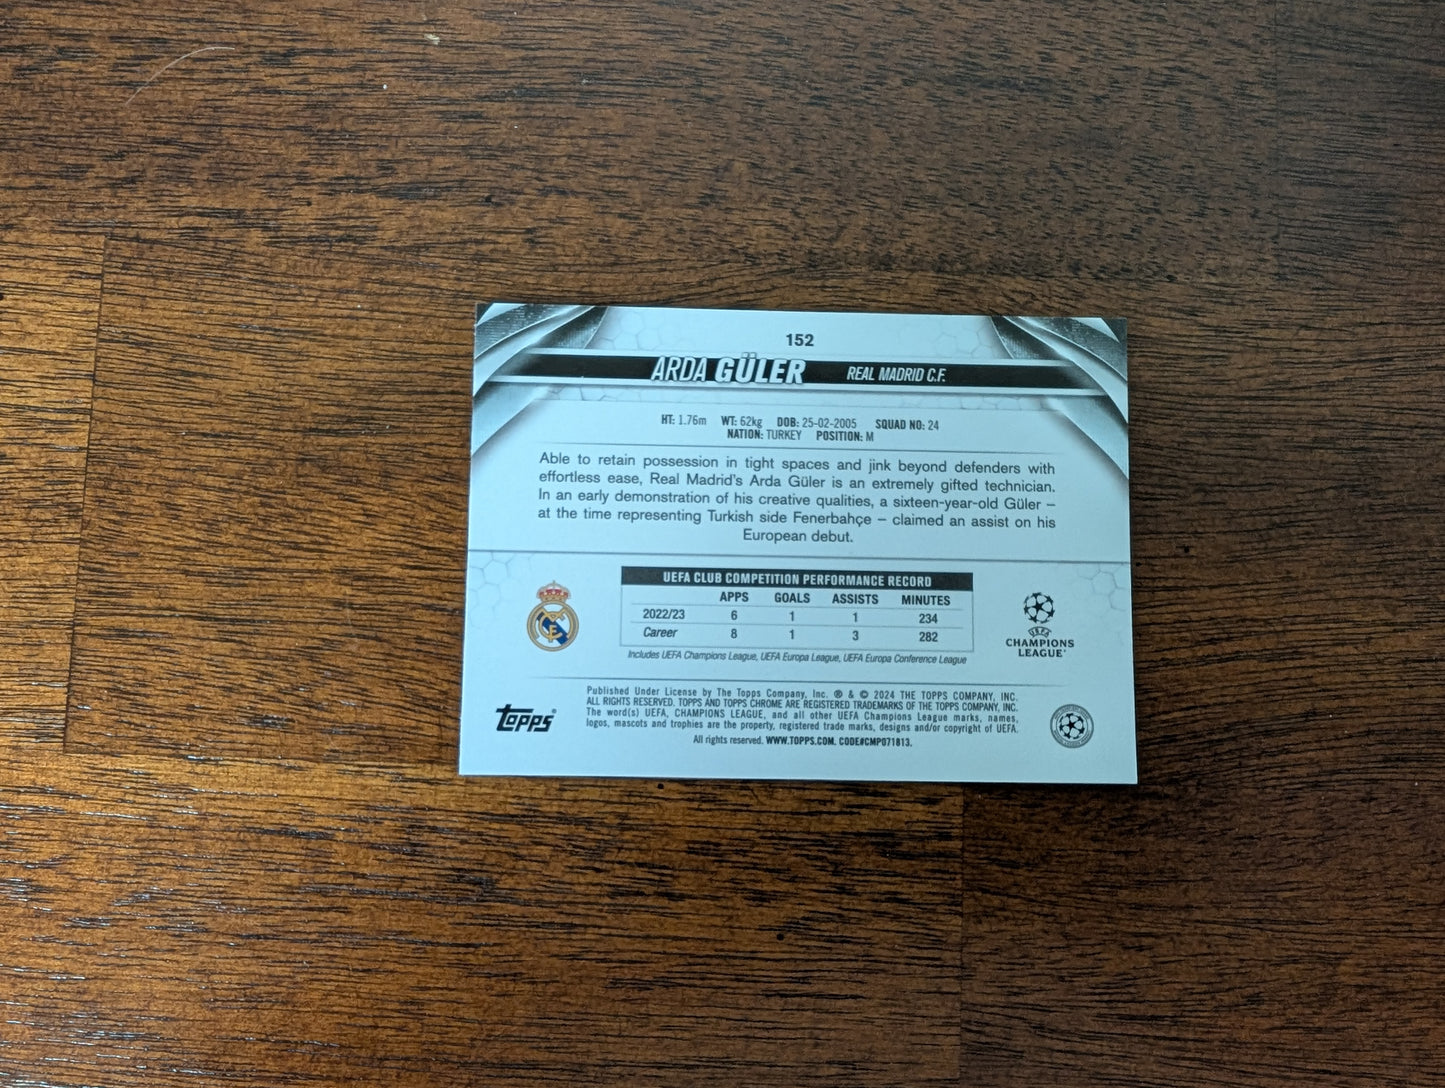 152
ARDA GÜLER REAL MADRID C.F.
HT: 1.76m WT: 62kg DOB: 25-02-2005 SQUAD NO: 24
NATION: TURKEY POSITION: M
Able to retain possession in tight spaces and jink beyond defenders with
effortless ease, Real Madrid's Arda Güler is an extremely gifted technician.
In an early demonstration of his creative qualities, a sixteen-year-old Güler –
at the time representing Turkish side Fenerbahçe – claimed an assist on his
European debut.
UEFA CLUB COMPETITION PERFORMANCE RECORD
APPS GOALS ASSISTS MINUTES
2022/23 6 1 1 234
Career 8 1 3 282
Includes UEFA Champions League, UEFA Europa League, UEFA Europa Conference League
UEFA
CHAMPIONS
LEAGUE®
topps®
Published Under License by The Topps Company, Inc. ® & © 2024 THE TOPPS COMPANY, INC.
ALL RIGHTS RESERVED. TOPPS AND TOPPS CHROME ARE REGISTERED TRADEMARKS OF THE TOPPS COMPANY, INC.
The word(s) UEFA, CHAMPIONS LEAGUE, and all other UEFA Champions League marks, names,
logos, mascots and trophies are the property, registered trade marks, designs and/or copyright of UEFA.
All rights reserved. WWW.TOPPS.COM. CODE#CMP071813.